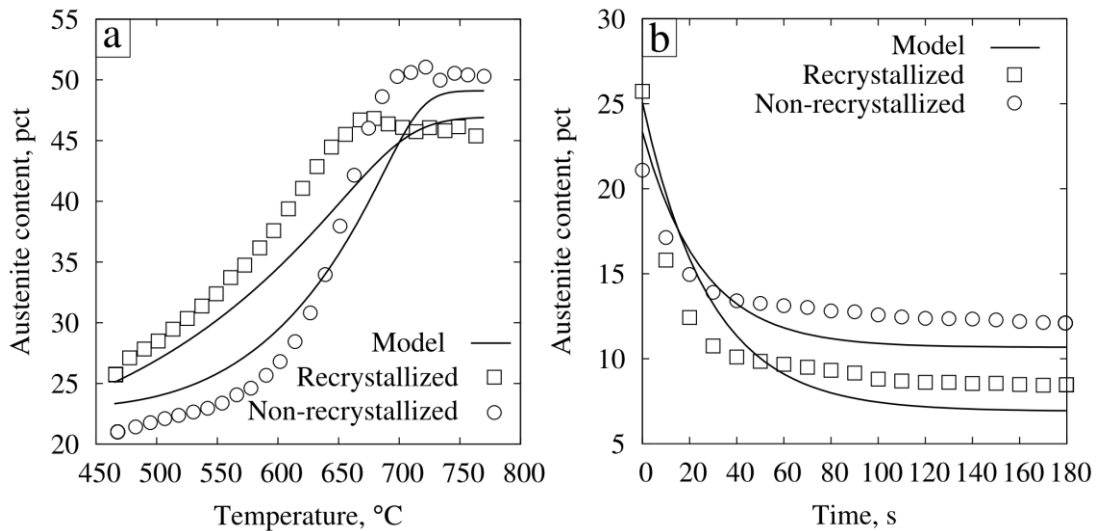 a
55
50
45
40
35
30
25
20
Austenite content, pct
450 500 550 600 650 700 750 800
Temperature, °C
Model
Recrystallized
Non-recrystallized
b
30
25
20
15
10
5
Austenite content, pct
0 20 40 60 80 100 120 140 160 180
Time, s
Model
Recrystallized
Non-recrystallized